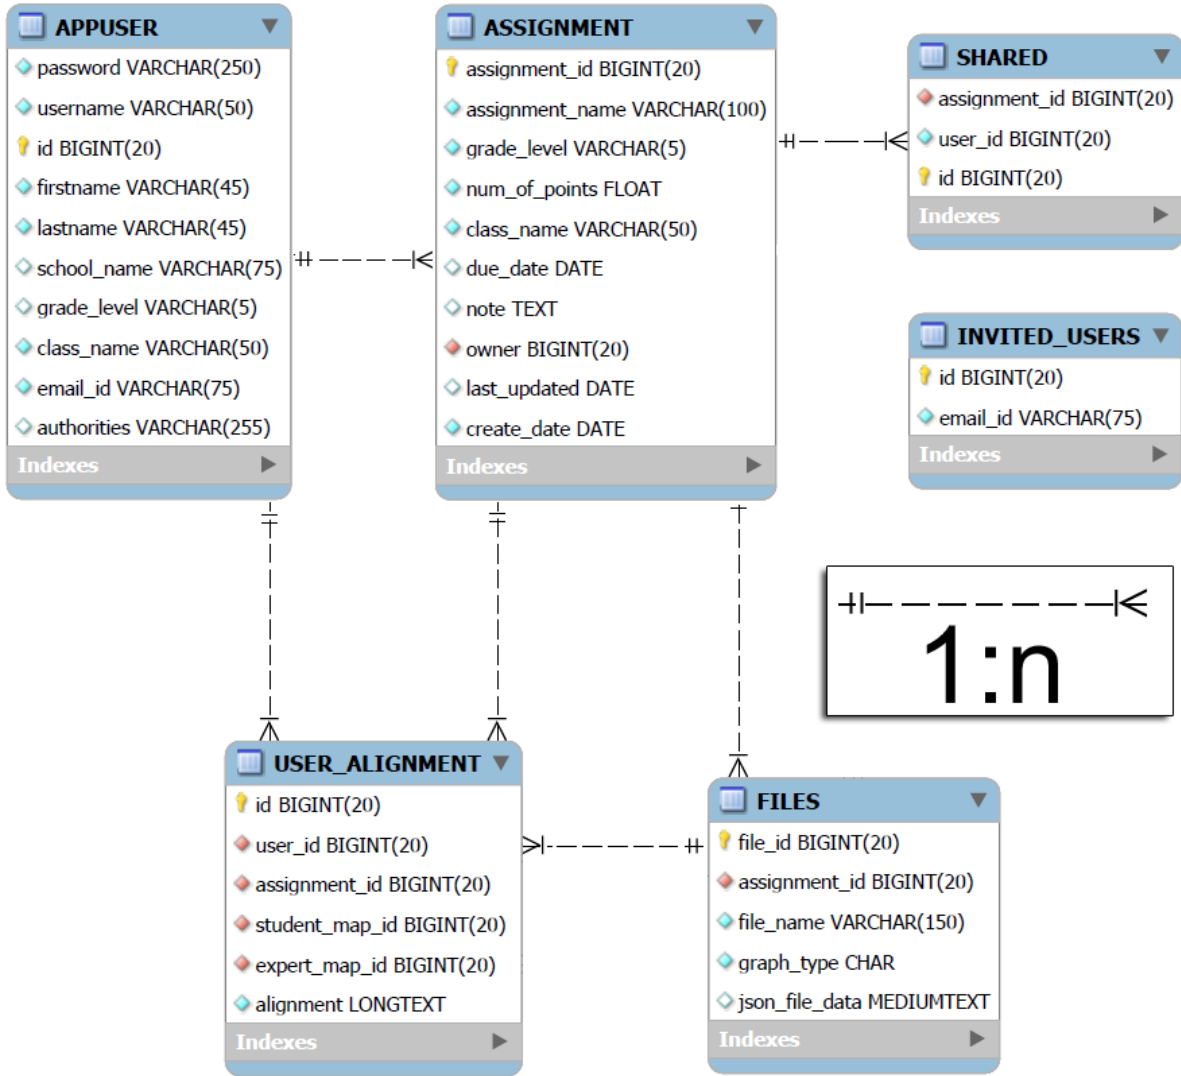 APPUSER
password VARCHAR(250)
username VARCHAR(50)
id BIGINT(20)
firstname VARCHAR(45)
lastname VARCHAR(45)
school_name VARCHAR(75)
grade_level VARCHAR(5)
class_name VARCHAR(50)
email_id VARCHAR(75)
authorities VARCHAR(255)
Indexes
ASSIGNMENT
assignment_id BIGINT(20)
assignment_name VARCHAR(100)
grade_level VARCHAR(5)
num_of_points FLOAT
class_name VARCHAR(50)
due_date DATE
note TEXT
owner BIGINT(20)
last_updated DATE
create_date DATE
Indexes
SHARED
assignment_id BIGINT(20)
user_id BIGINT(20)
id BIGINT(20)
Indexes
INVITED_USERS
id BIGINT(20)
email_id VARCHAR(75)
Indexes
1:n
USER_ALIGNMENT
id BIGINT(20)
user_id BIGINT(20)
assignment_id BIGINT(20)
student_map_id BIGINT(20)
expert_map_id BIGINT(20)
alignment LONGTEXT
Indexes
FILES
file_id BIGINT(20)
assignment_id BIGINT(20)
file_name VARCHAR(150)
graph_type CHAR
json_file_data MEDIUMTEXT
Indexes